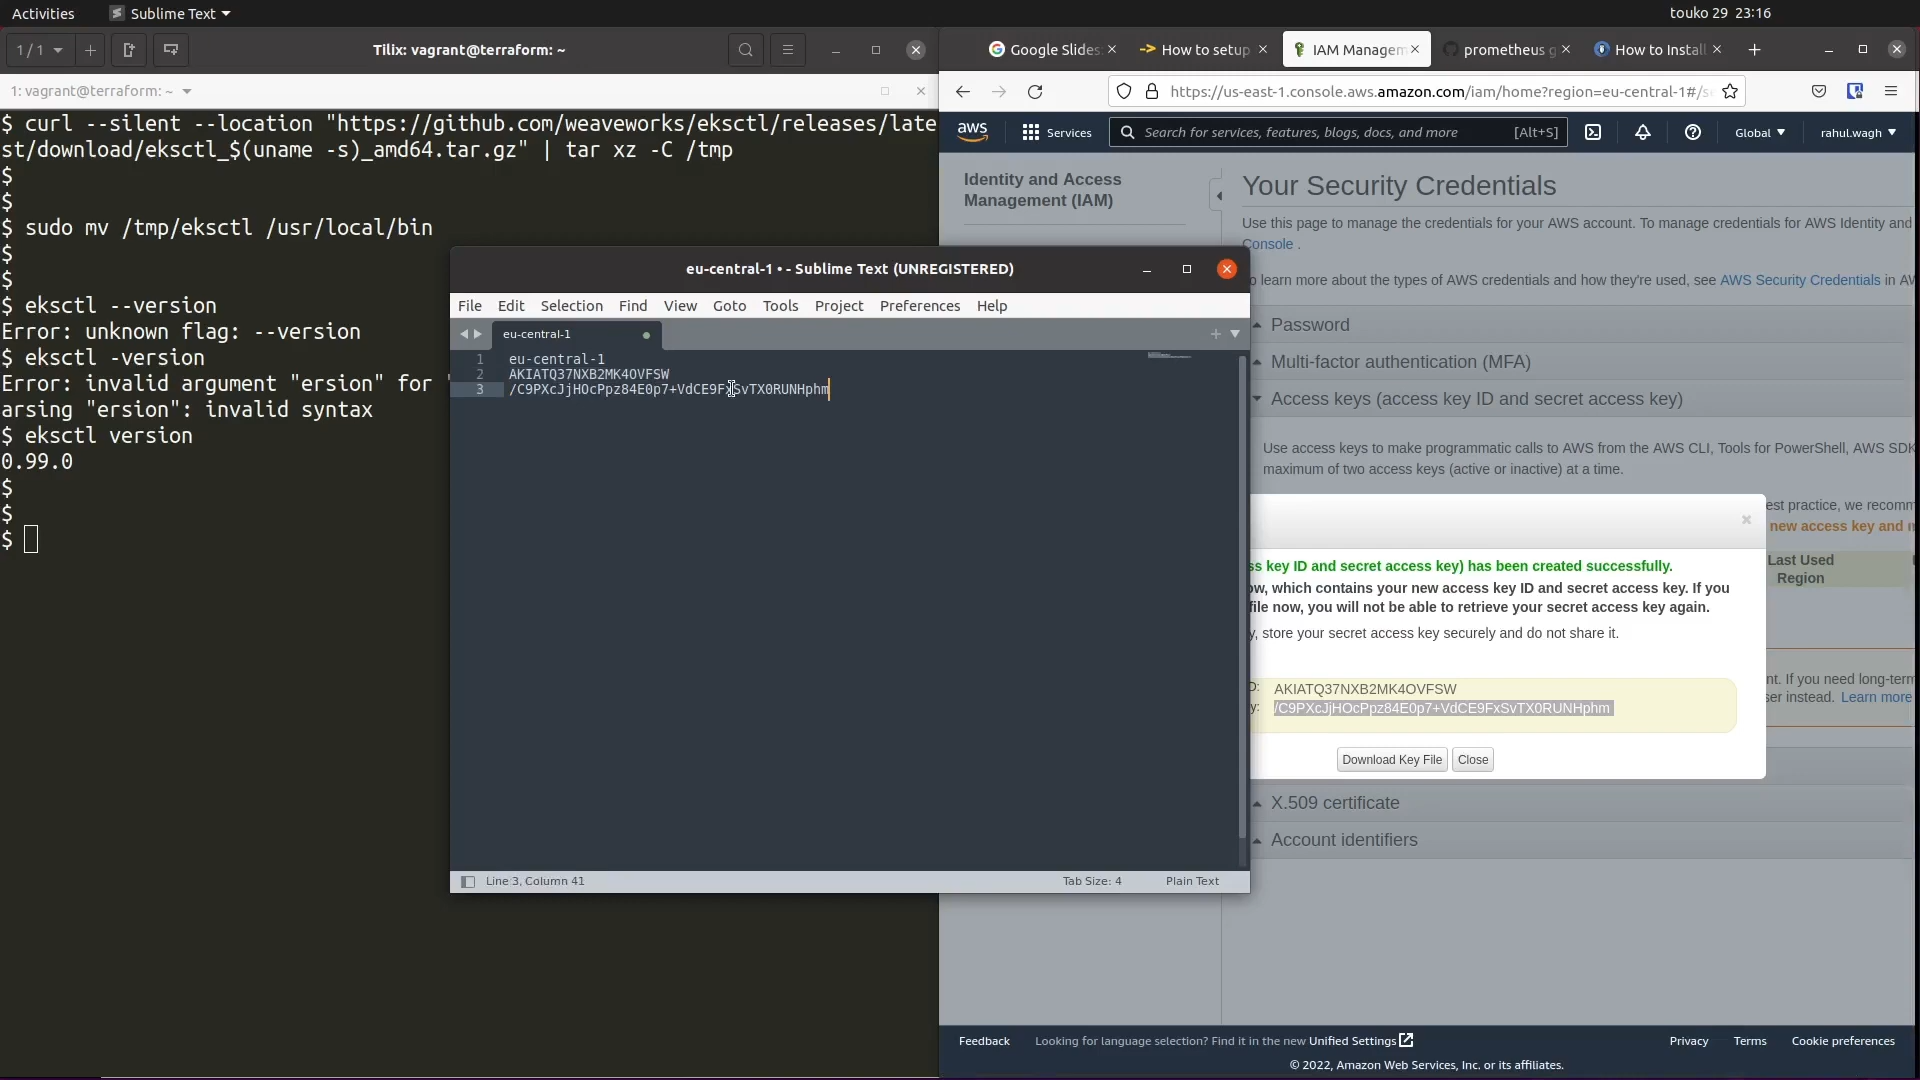 Activities Sublime Text touko 29 23:16
1 / 1 Tilix: vagrant@terraform: ~
1: vagrant@terraform: ~
$ curl --silent --location "https://github.com/weaveworks/eksctl/releases/late
st/download/eksctl_$(uname -s)_amd64.tar.gz" | tar xz -C /tmp
$
$
$ sudo mv /tmp/eksctl /usr/local/bin
$
$
$ eksctl --version
Error: unknown flag: --version
$ eksctl -version
Error: invalid argument "ersion" for
arsing "ersion": invalid syntax
$ eksctl version
0.99.0
$
$
$
eu-central-1 • - Sublime Text (UNREGISTERED)
File Edit Selection Find View Goto Tools Project Preferences Help
eu-central-1
1 eu-central-1
2 AKIATQ37NXB2MK4OVFSW
3 /C9PXcJjHOcPpz84E0p7+VdCE9FxSvTX0RUNHphm
Line 3, Column 41 Tab Size: 4 Plain Text
Google Slides: How to setup IAM Managem prometheus g How to Install
https://us-east-1.console.aws.amazon.com/iam/home?region=eu-central-1#/s
aws Services Search for services, features, blogs, docs, and more [Alt+S] Global rahul.wagh
Identity and Access
Management (IAM)
Your Security Credentials
Use this page to manage the credentials for your AWS account. To manage credentials for AWS Identity and
Console .
o learn more about the types of AWS credentials and how they're used, see AWS Security Credentials in AW
Password
Multi-factor authentication (MFA)
Access keys (access key ID and secret access key)
Use access keys to make programmatic calls to AWS from the AWS CLI, Tools for PowerShell, AWS SDK
maximum of two access keys (active or inactive) at a time.
est practice, we recomm
new access key and
Last Used
Region
ss key ID and secret access key) has been created successfully.
ow, which contains your new access key ID and secret access key. If you
file now, you will not be able to retrieve your secret access key again.
y, store your secret access key securely and do not share it.
D: AKIATQ37NXB2MK4OVFSW
y: /C9PXcJjHOcPpz84E0p7+VdCE9FxSvTX0RUNHphm
Download Key File Close
nt. If you need long-term
ser instead. Learn more
X.509 certificate
Account identifiers
Feedback Looking for language selection? Find it in the new Unified Settings Privacy Terms Cookie preferences
© 2022, Amazon Web Services, Inc. or its affiliates.